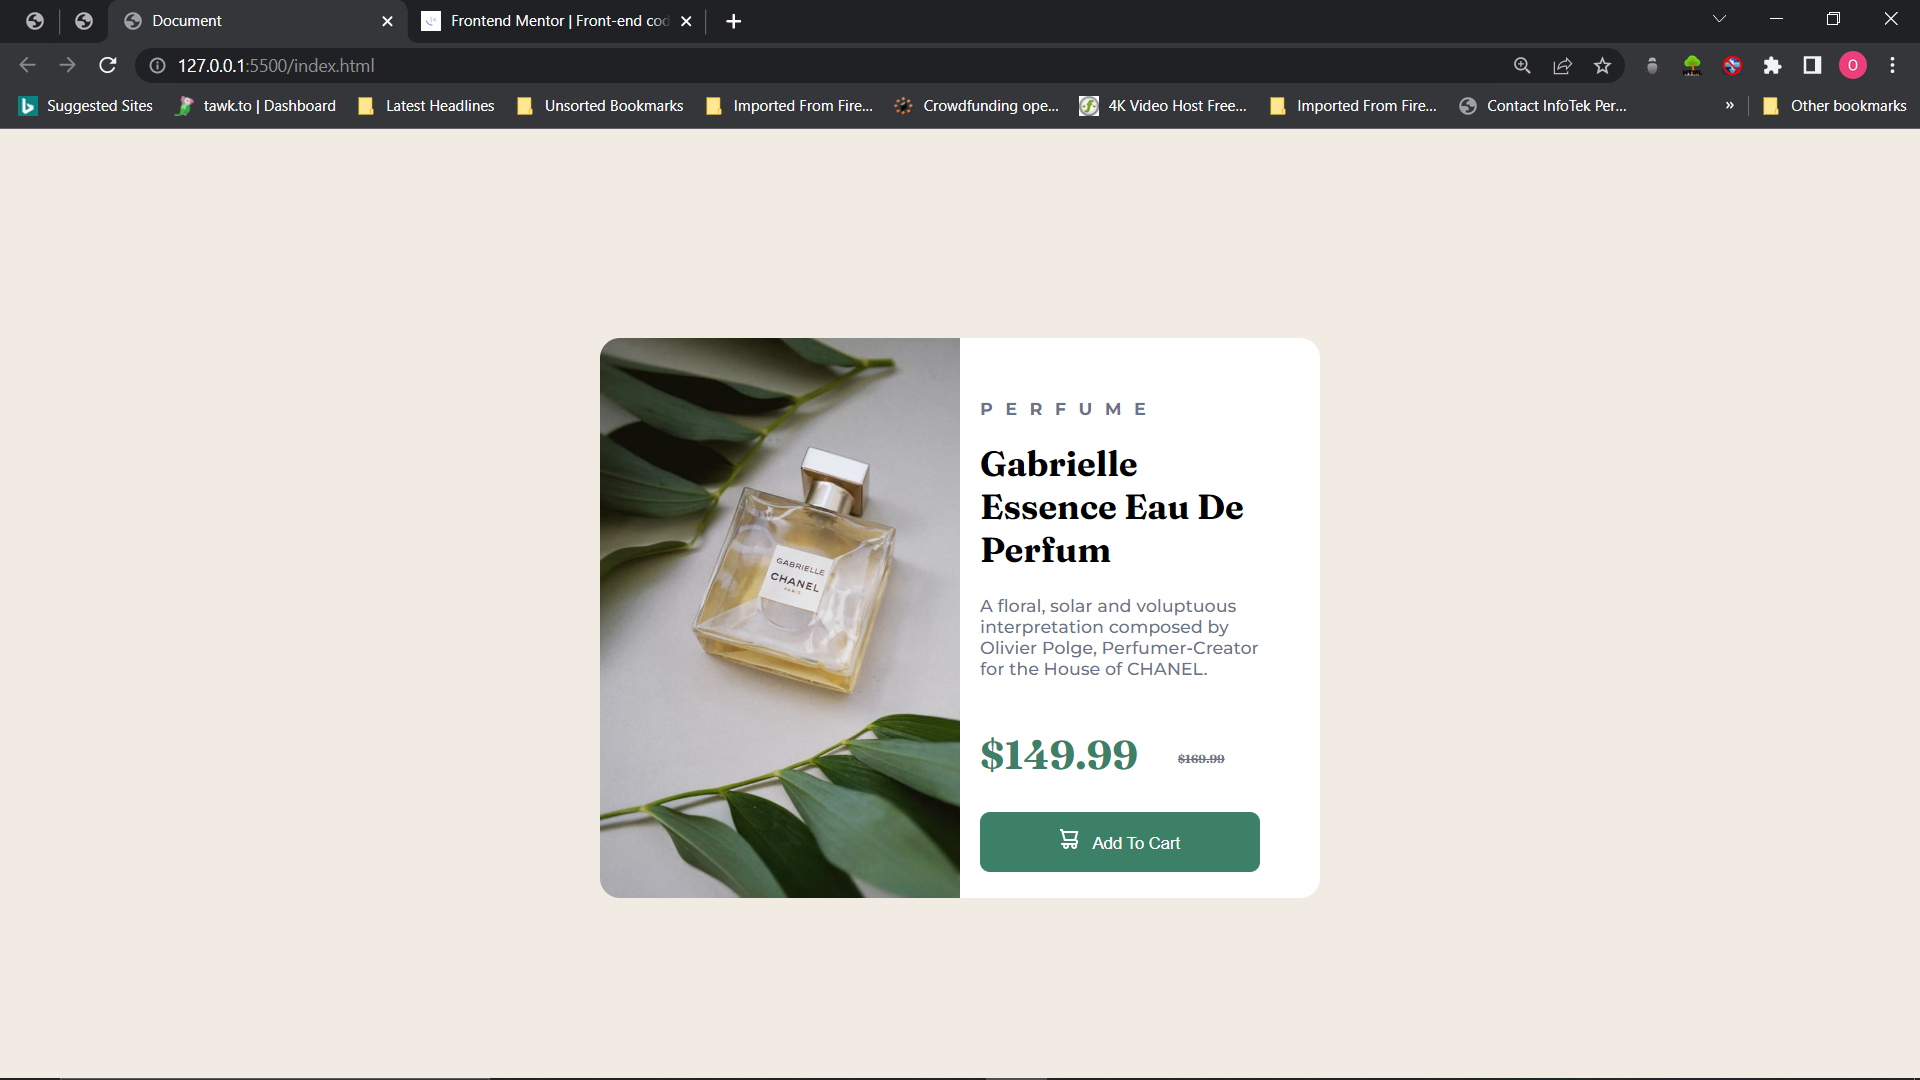 Document
Frontend Mentor | Front-end cod
127.0.0.1:5500/index.html
O
Suggested Sites
tawk.to | Dashboard
Latest Headlines
Unsorted Bookmarks
Imported From Fire...
Crowdfunding ope...
4K Video Host Free...
Imported From Fire...
Contact InfoTek Per...
»
Other bookmarks
GABRIELLE
CHANEL
PARIS
PERFUME
Gabrielle
Essence Eau De
Perfum
A floral, solar and voluptuous
interpretation composed by
Olivier Polge, Perfumer-Creator
for the House of CHANEL.
$149.99
$169.99
Add To Cart